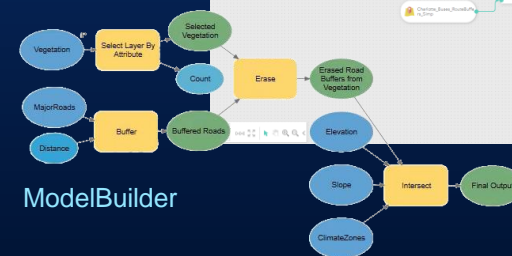 Selected
Vegetation
Vegetation
Select Layer By
Attribute
Count
Erase
Erased Road
Buffers from
Vegetation
MajorRoads
Buffer
Buffered Roads
Distance
Elevation
Slope
Intersect
Final Outpu
ClimateZones
ModelBuilder